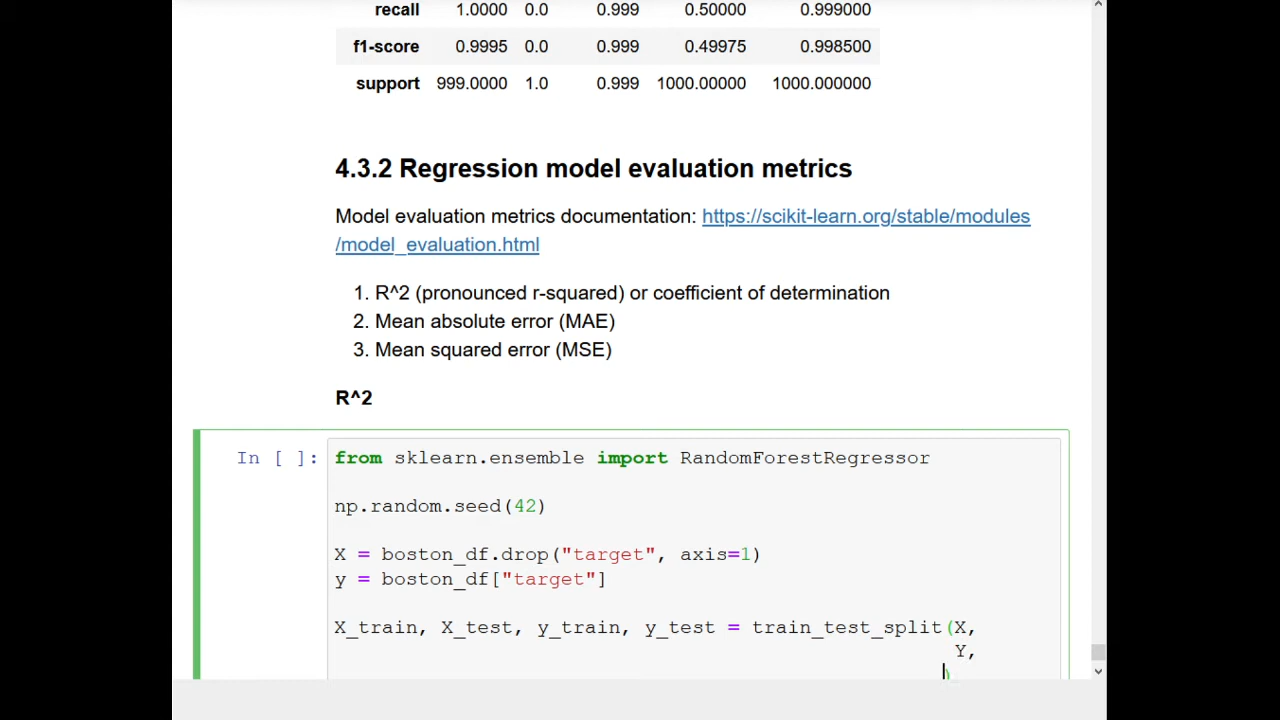 recall 1.0000 0.0 0.999 0.50000 0.999000
f1-score 0.9995 0.0 0.999 0.49975 0.998500
support 999.0000 1.0 0.999 1000.00000 1000.000000
4.3.2 Regression model evaluation metrics
Model evaluation metrics documentation: https://scikit-learn.org/stable/modules
/model_evaluation.html
1. R^2 (pronounced r-squared) or coefficient of determination
2. Mean absolute error (MAE)
3. Mean squared error (MSE)
R^2
In [ ]: from sklearn.ensemble import RandomForestRegressor
np.random.seed(42)
X = boston_df.drop("target", axis=1)
y = boston_df["target"]
X_train, X_test, y_train, y_test = train_test_split(X,
Y,
)